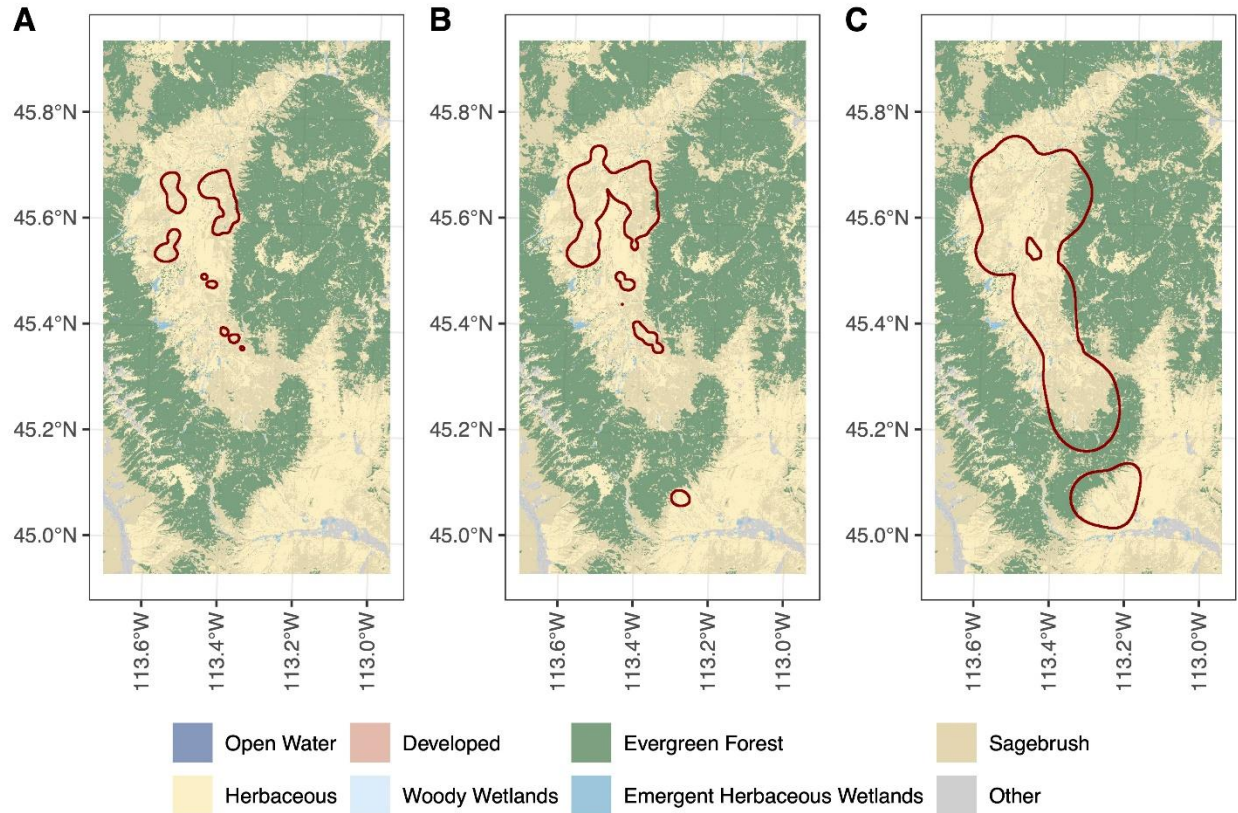 A B C
45.8°N 45.8°N 45.8°N
45.6°N 45.6°N 45.6°N
45.4°N 45.4°N 45.4°N
45.2°N 45.2°N 45.2°N
45.0°N 45.0°N 45.0°N
113.6°W 113.4°W 113.2°W 113.0°W 113.6°W 113.4°W 113.2°W 113.0°W 113.6°W 113.4°W 113.2°W 113.0°W
Open Water Developed Evergreen Forest Sagebrush
Herbaceous Woody Wetlands Emergent Herbaceous Wetlands Other